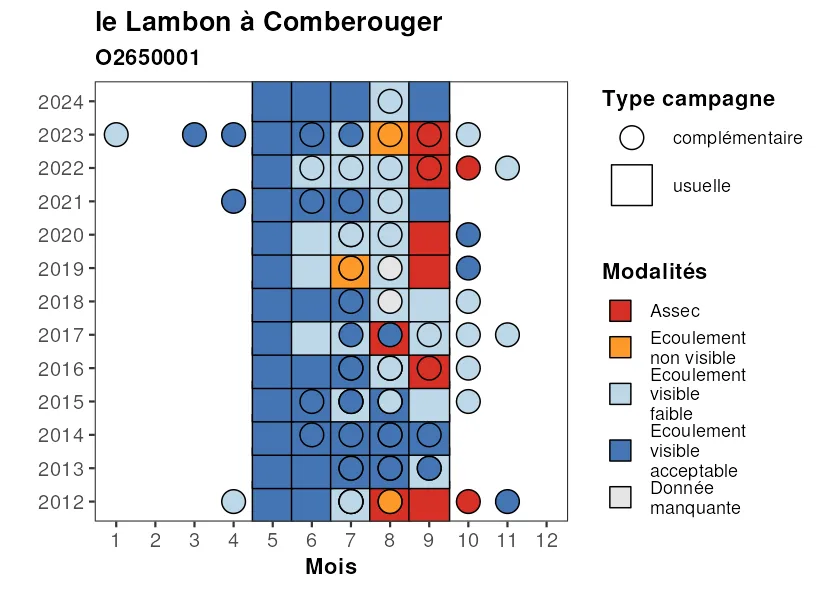 le Lambon à Comberouger
O2650001
2024
2023
2022
2021
2020
2019
2018
2017
2016
2015
2014
2013
2012
1 2 3 4 5 6 7 8 9 10 11 12
Mois
Type campagne
complémentaire
usuelle
Modalités
Assec
Ecoulement
non visible
Ecoulement
visible
faible
Ecoulement
visible
acceptable
Donnée
manquante